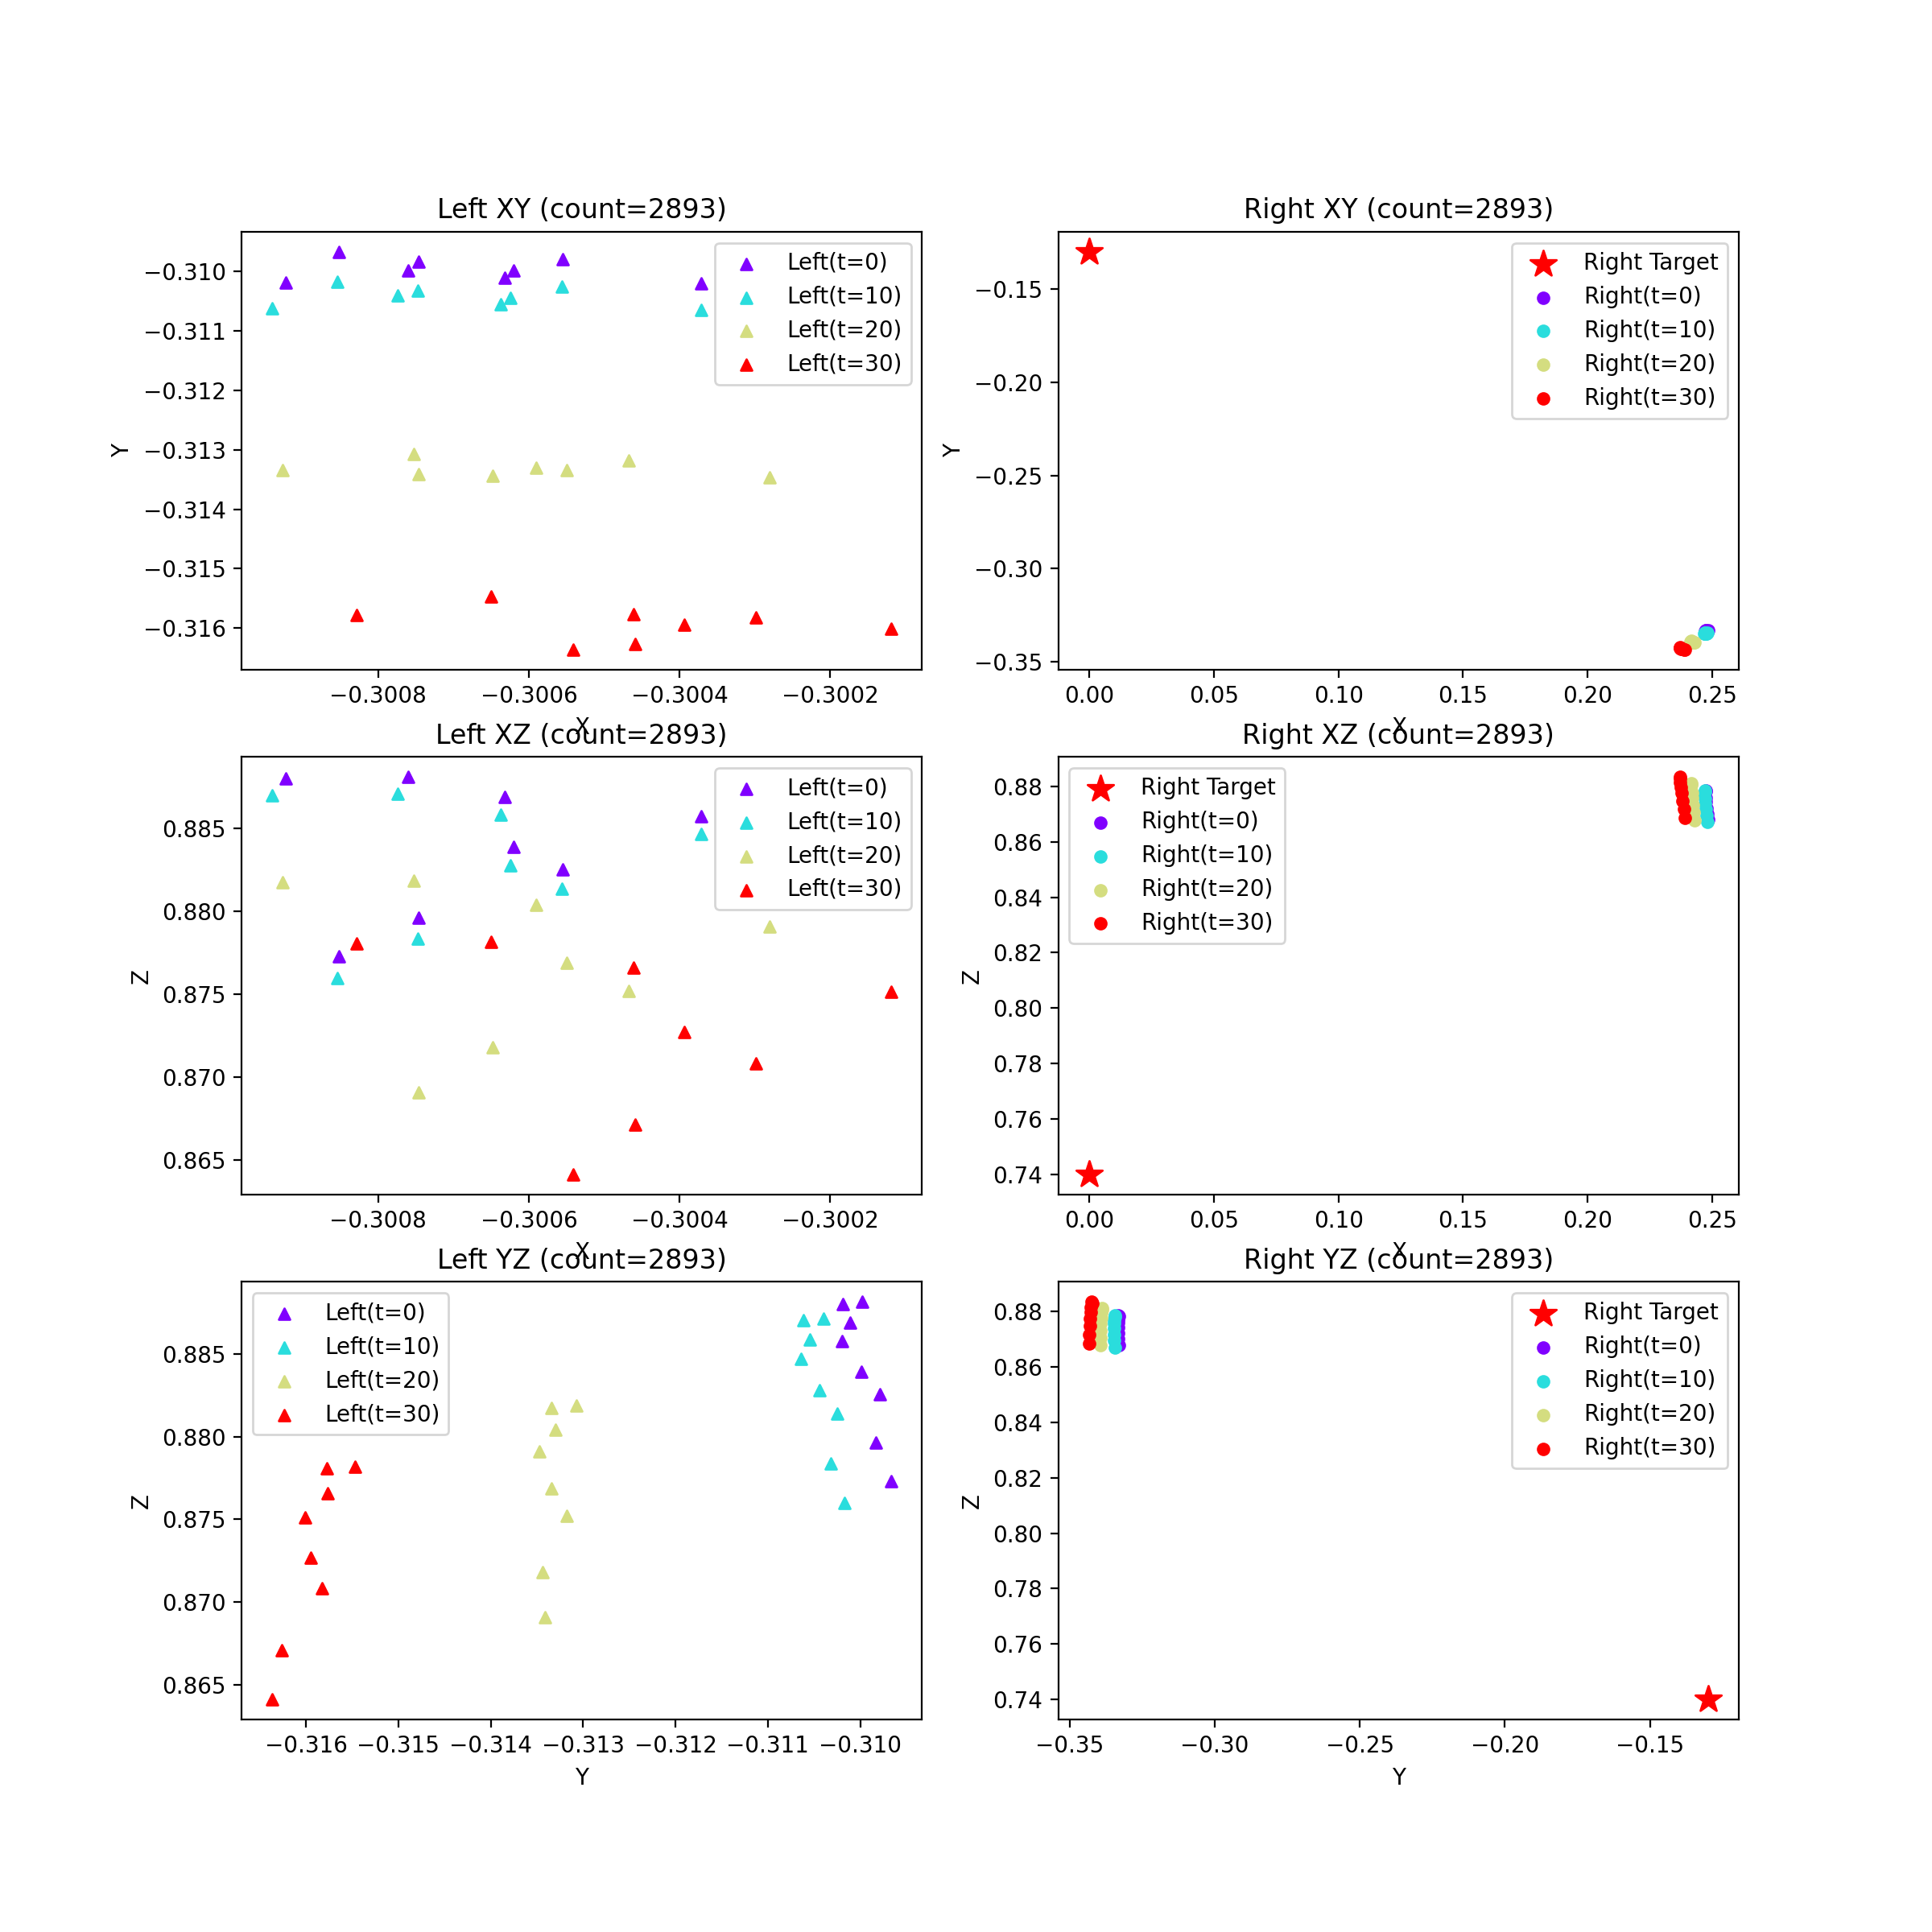 Left XY (count=2893)
−0.310
−0.311
−0.312
−0.313
−0.314
−0.315
−0.316
Y
Left(t=0)
Left(t=10)
Left(t=20)
Left(t=30)
−0.3008
−0.3006
−0.3004
−0.3002
X
Right XY (count=2893)
−0.15
−0.20
−0.25
−0.30
−0.35
Y
Right Target
Right(t=0)
Right(t=10)
Right(t=20)
Right(t=30)
0.00
0.05
0.10
0.15
0.20
0.25
X
Left XZ (count=2893)
0.885
0.880
0.875
0.870
0.865
Z
Left(t=0)
Left(t=10)
Left(t=20)
Left(t=30)
−0.3008
−0.3006
−0.3004
−0.3002
X
Right XZ (count=2893)
0.88
0.86
0.84
0.82
0.80
0.78
0.76
0.74
Z
Right Target
Right(t=0)
Right(t=10)
Right(t=20)
Right(t=30)
0.00
0.05
0.10
0.15
0.20
0.25
X
Left YZ (count=2893)
0.885
0.880
0.875
0.870
0.865
Z
Left(t=0)
Left(t=10)
Left(t=20)
Left(t=30)
−0.316
−0.315
−0.314
−0.313
−0.312
−0.311
−0.310
Y
Right YZ (count=2893)
0.88
0.86
0.84
0.82
0.80
0.78
0.76
0.74
Z
Right Target
Right(t=0)
Right(t=10)
Right(t=20)
Right(t=30)
−0.35
−0.30
−0.25
−0.20
−0.15
Y